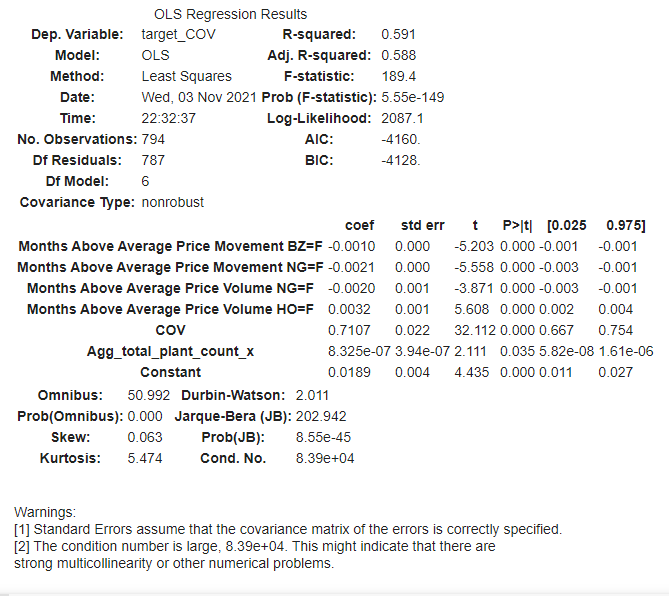 OLS Regression Results
Dep. Variable: target_COV R-squared: 0.591
Model: OLS Adj. R-squared: 0.588
Method: Least Squares F-statistic: 189.4
Date: Wed, 03 Nov 2021 Prob (F-statistic): 5.55e-149
Time: 22:32:37 Log-Likelihood: 2087.1
No. Observations: 794 AIC: -4160.
Df Residuals: 787 BIC: -4128.
Df Model: 6
Covariance Type: nonrobust
coef std err t P>|t| [0.025 0.975]
Months Above Average Price Movement BZ=F -0.0010 0.000 -5.203 0.000 -0.001 -0.001
Months Above Average Price Movement NG=F -0.0021 0.000 -5.558 0.000 -0.003 -0.001
Months Above Average Price Volume NG=F -0.0020 0.001 -3.871 0.000 -0.003 -0.001
Months Above Average Price Volume HO=F 0.0032 0.001 5.608 0.000 0.002 0.004
COV 0.7107 0.022 32.112 0.000 0.667 0.754
Agg_total_plant_count_x 8.325e-07 3.94e-07 2.111 0.035 5.82e-08 1.61e-06
Constant 0.0189 0.004 4.435 0.000 0.011 0.027
Omnibus: 50.992 Durbin-Watson: 2.011
Prob(Omnibus): 0.000 Jarque-Bera (JB): 202.942
Skew: 0.063 Prob(JB): 8.55e-45
Kurtosis: 5.474 Cond. No. 8.39e+04
Warnings:
[1] Standard Errors assume that the covariance matrix of the errors is correctly specified.
[2] The condition number is large, 8.39e+04. This might indicate that there are
strong multicollinearity or other numerical problems.